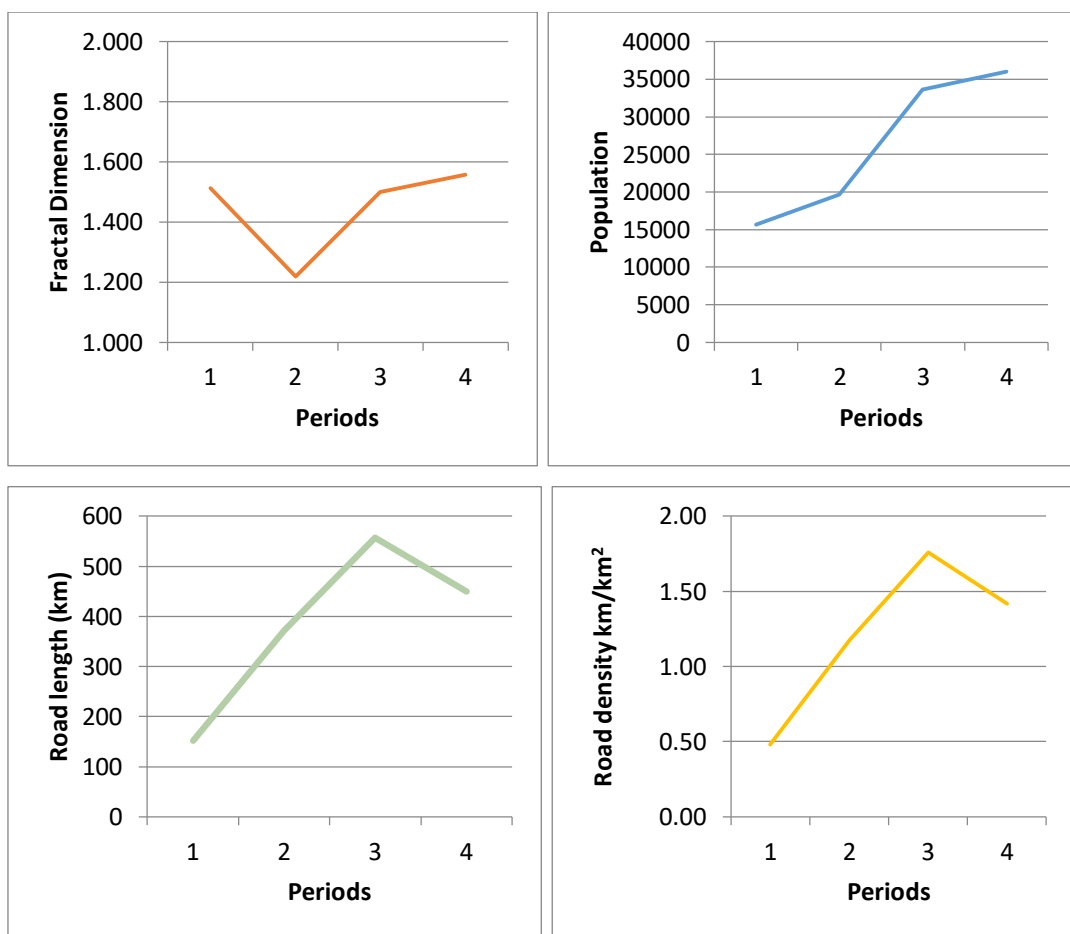 2.000
1.800
1.600
1.400
1.200
1.000
Fractal Dimension
1 2 3 4
Periods
40000
35000
30000
25000
20000
15000
10000
5000
0
Population
1 2 3 4
Periods
600
500
400
300
200
100
0
Road length (km)
1 2 3 4
Periods
2.00
1.50
1.00
0.50
0.00
Road density km/km²
1 2 3 4
Periods